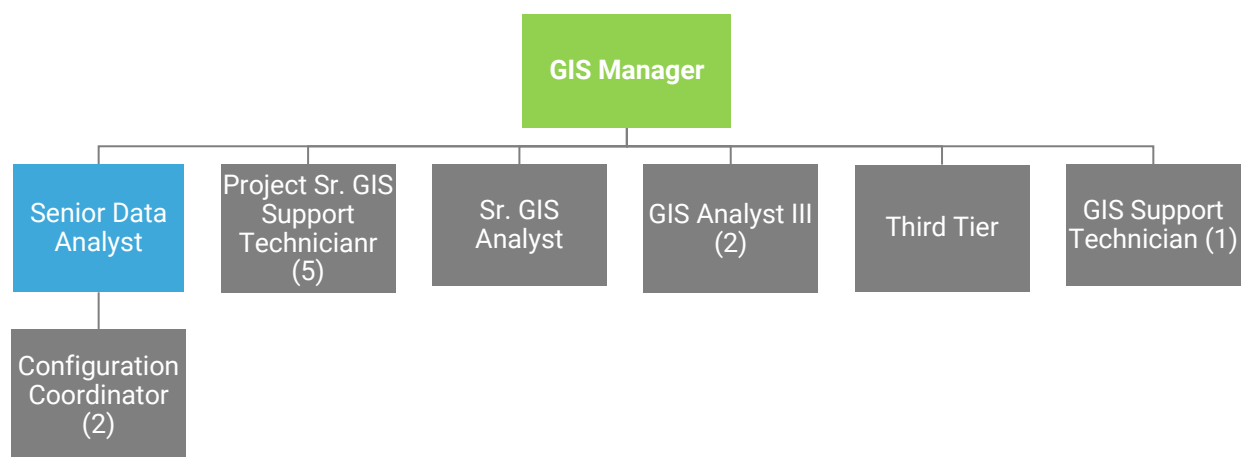 GIS Manager
Senior Data
Analyst
Project Sr. GIS
Support
Technicianr
(5)
Sr. GIS
Analyst
GIS Analyst III
(2)
Third Tier
GIS Support
Technician (1)
Configuration
Coordinator
(2)